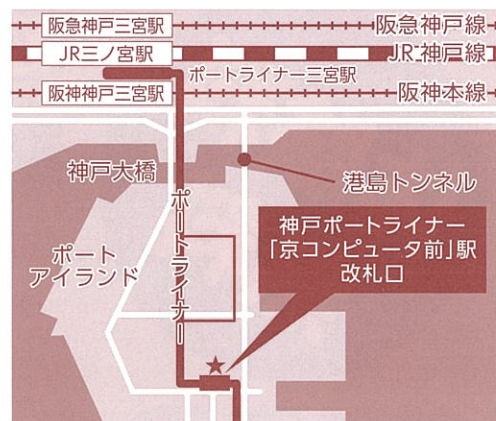 阪急神戸三宮駅
阪急神戸線
JR三ノ宮駅
JR神戸線
ポートライナー三宮駅
阪神神戸三宮駅
阪神本線
神戸大橋
港島トンネル
ポートライナー
ポート
アイランド
神戸ポートライナー
「京コンピュータ前」駅
改札口